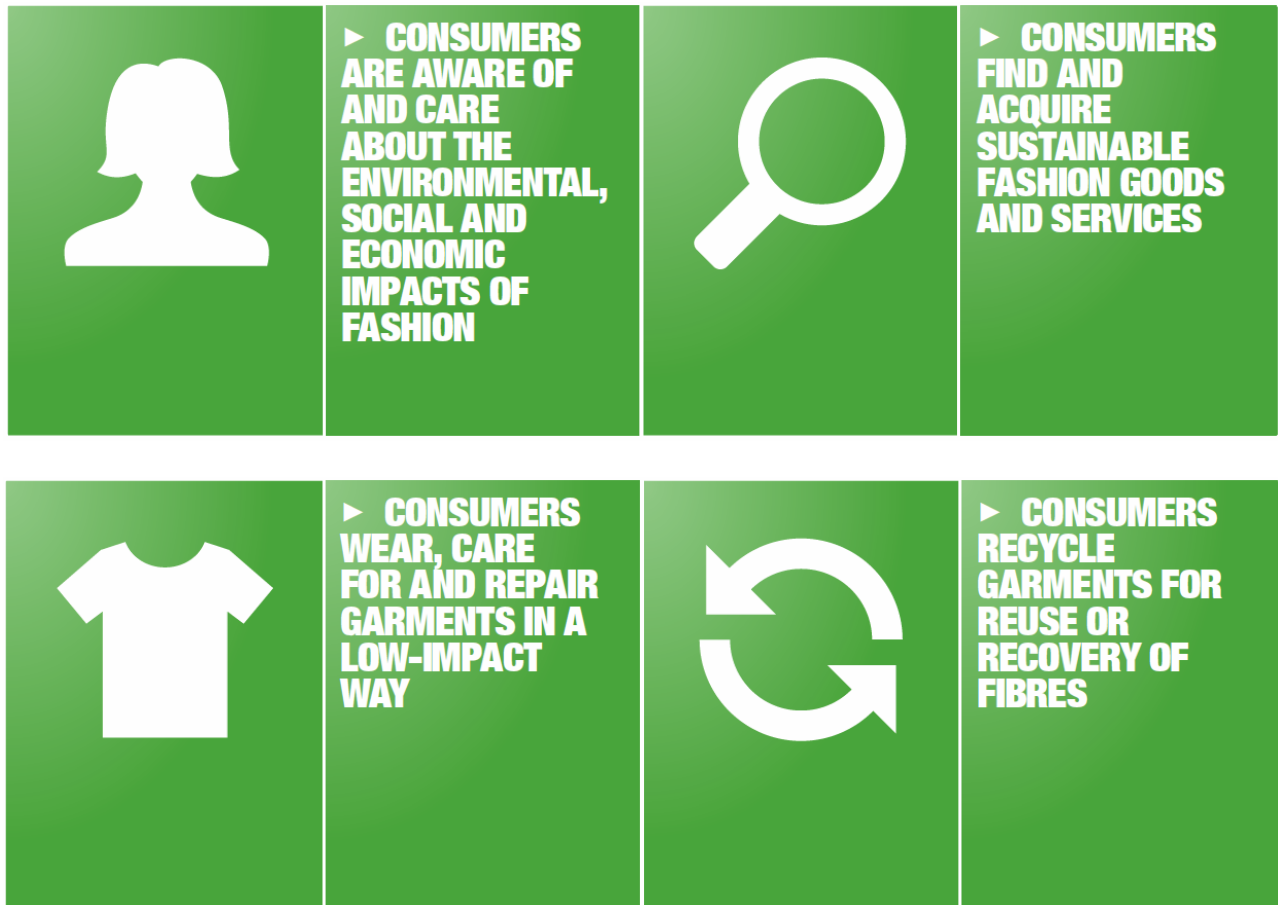 ► CONSUMERS
ARE AWARE OF
AND CARE
ABOUT THE
ENVIRONMENTAL,
SOCIAL AND
ECONOMIC
IMPACTS OF
FASHION
► CONSUMERS
FIND AND
ACQUIRE
SUSTAINABLE
FASHION GOODS
AND SERVICES
► CONSUMERS
WEAR, CARE
FOR AND REPAIR
GARMENTS IN A
LOW-IMPACT
WAY
► CONSUMERS
RECYCLE
GARMENTS FOR
REUSE OR
RECOVERY OF
FIBRES